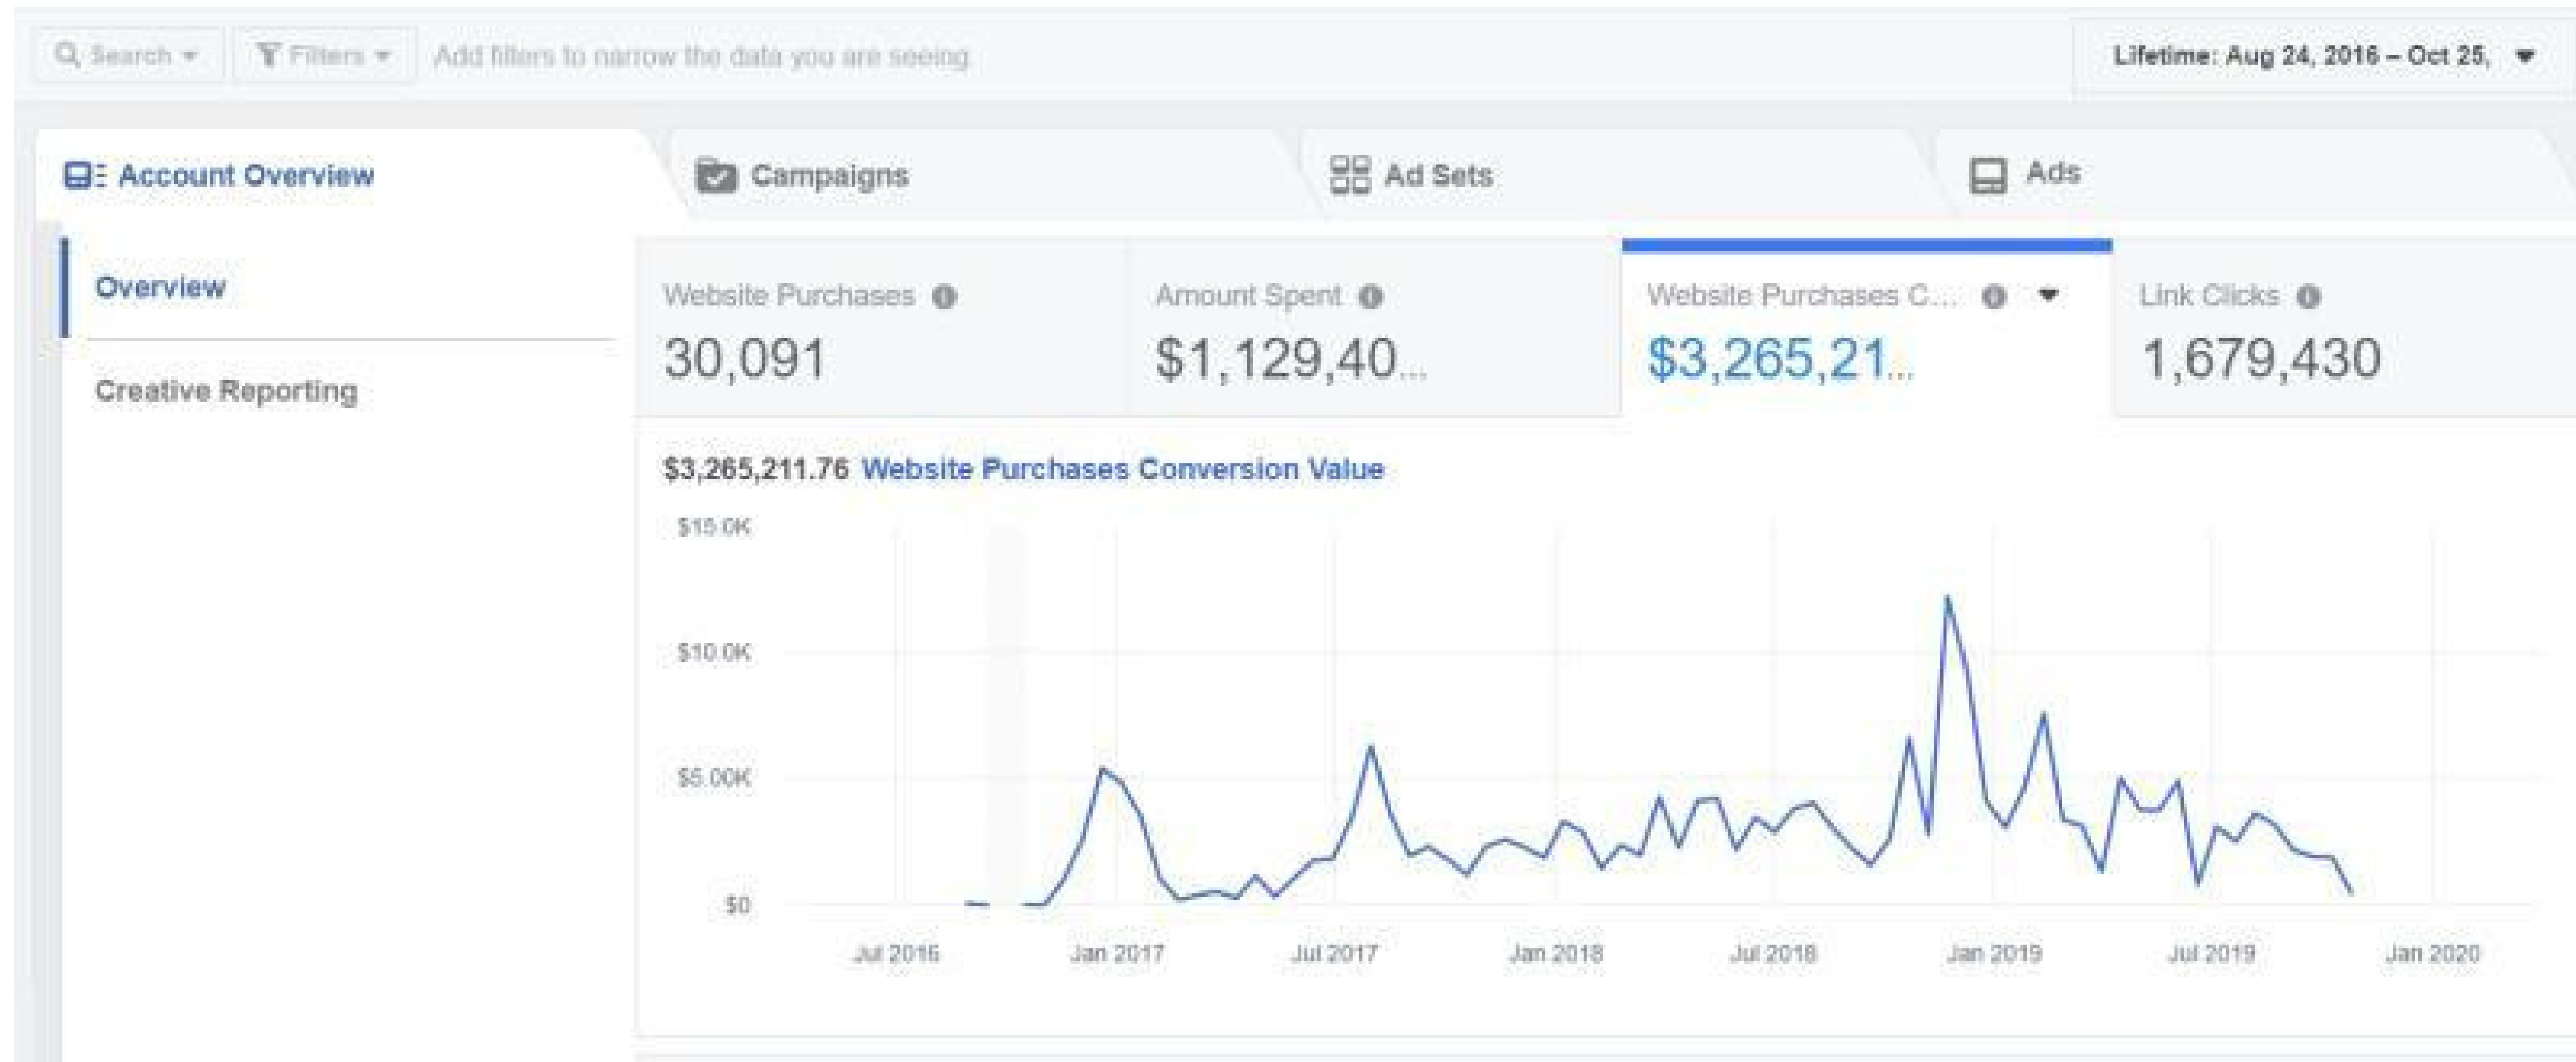 Search Filters Add filters to narrow the data you are seeing Lifetime: Aug 24, 2016 – Oct 25,
Account Overview Campaigns Ad Sets Ads
Overview
Creative Reporting
Website Purchases Amount Spent Website Purchases C... Link Clicks
30,091 $1,129,40... $3,265,21... 1,679,430
$3,265,211.76 Website Purchases Conversion Value
$15.0K
$10.0K
$5.00K
$0
Jul 2016 Jan 2017 Jul 2017 Jan 2018 Jul 2018 Jan 2019 Jul 2019 Jan 2020